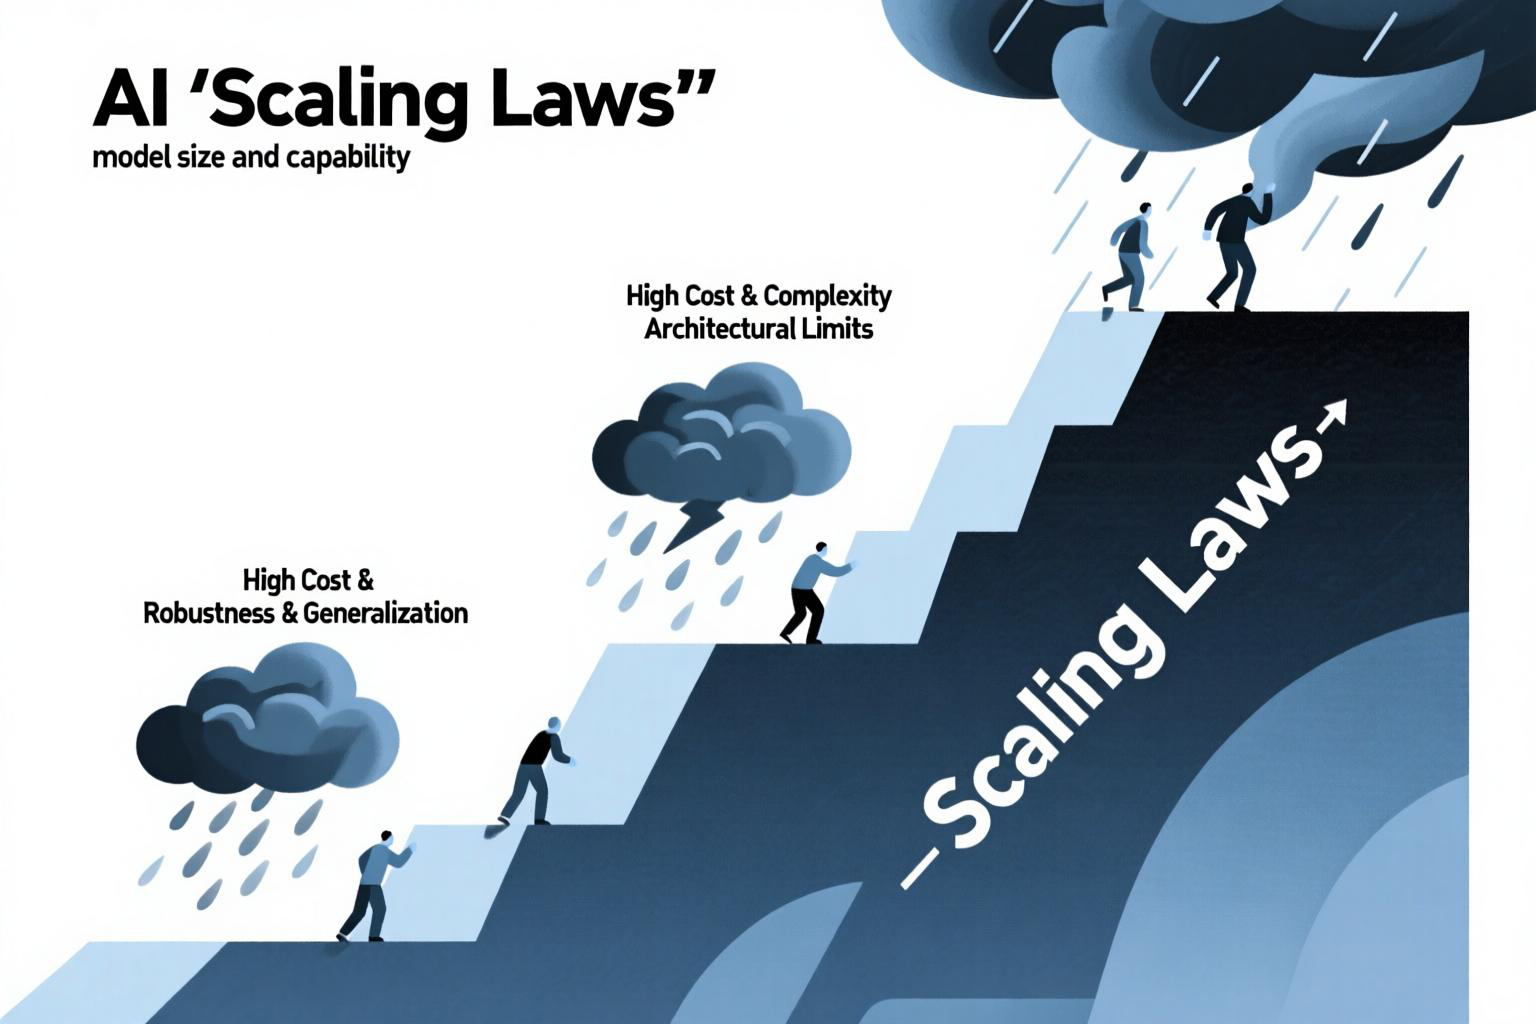 AI ‘Scaling Laws”
model size and capability
High Cost & Complexity
Architectural Limits
High Cost &
Robustness & Generalization
—Scaling Laws→